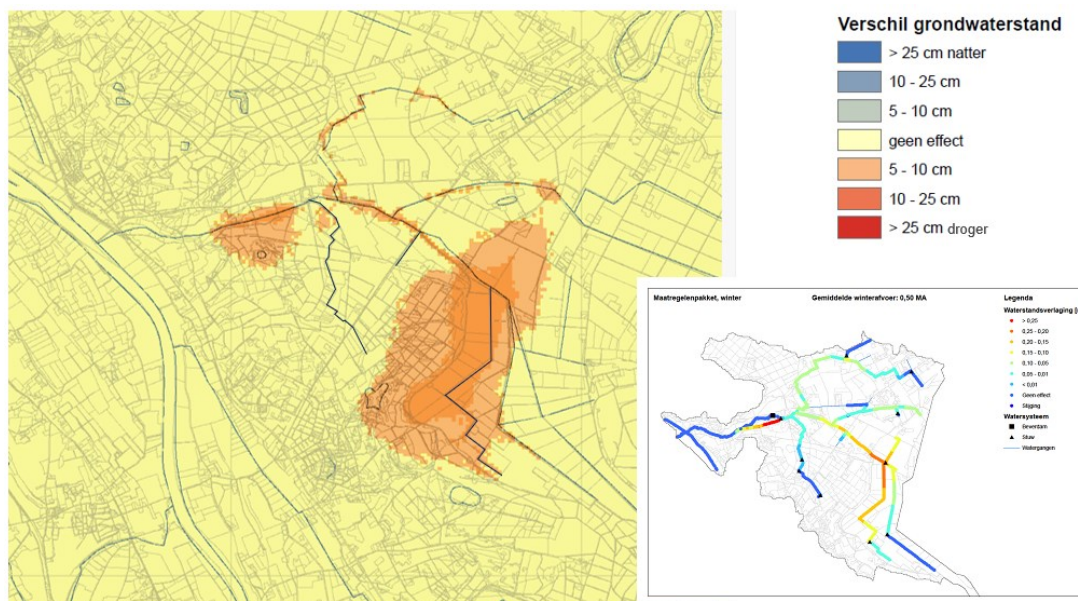 Verschil grondwaterstand
> 25 cm natter
10 - 25 cm
5 - 10 cm
geen effect
5 - 10 cm
10 - 25 cm
> 25 cm droger
Maatregelenpakket, winter
Gemiddelde winterafvoer: 0,50 MA
Legenda
Waterstandsverlaging [
> 0,25
0,25 - 0,20
0,20 - 0,15
0,15 - 0,10
0,10 - 0,05
0,05 - 0,01
< 0,01
Geen effect
Stijging
Watersysteem
Beverdam
Stuw
Watergangen